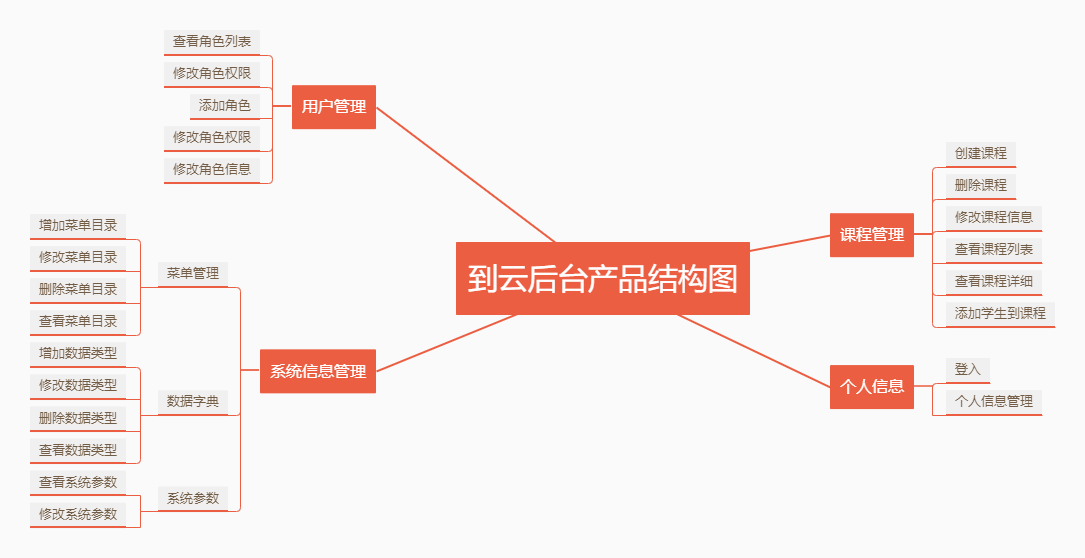 到云后台产品结构图
用户管理
查看角色列表
修改角色权限
添加角色
修改角色权限
修改角色信息
系统信息管理
菜单管理
增加菜单目录
修改菜单目录
删除菜单目录
查看菜单目录
数据字典
增加数据类型
修改数据类型
删除数据类型
查看数据类型
系统参数
查看系统参数
修改系统参数
课程管理
创建课程
删除课程
修改课程信息
查看课程列表
查看课程详细
添加学生到课程
个人信息
登入
个人信息管理